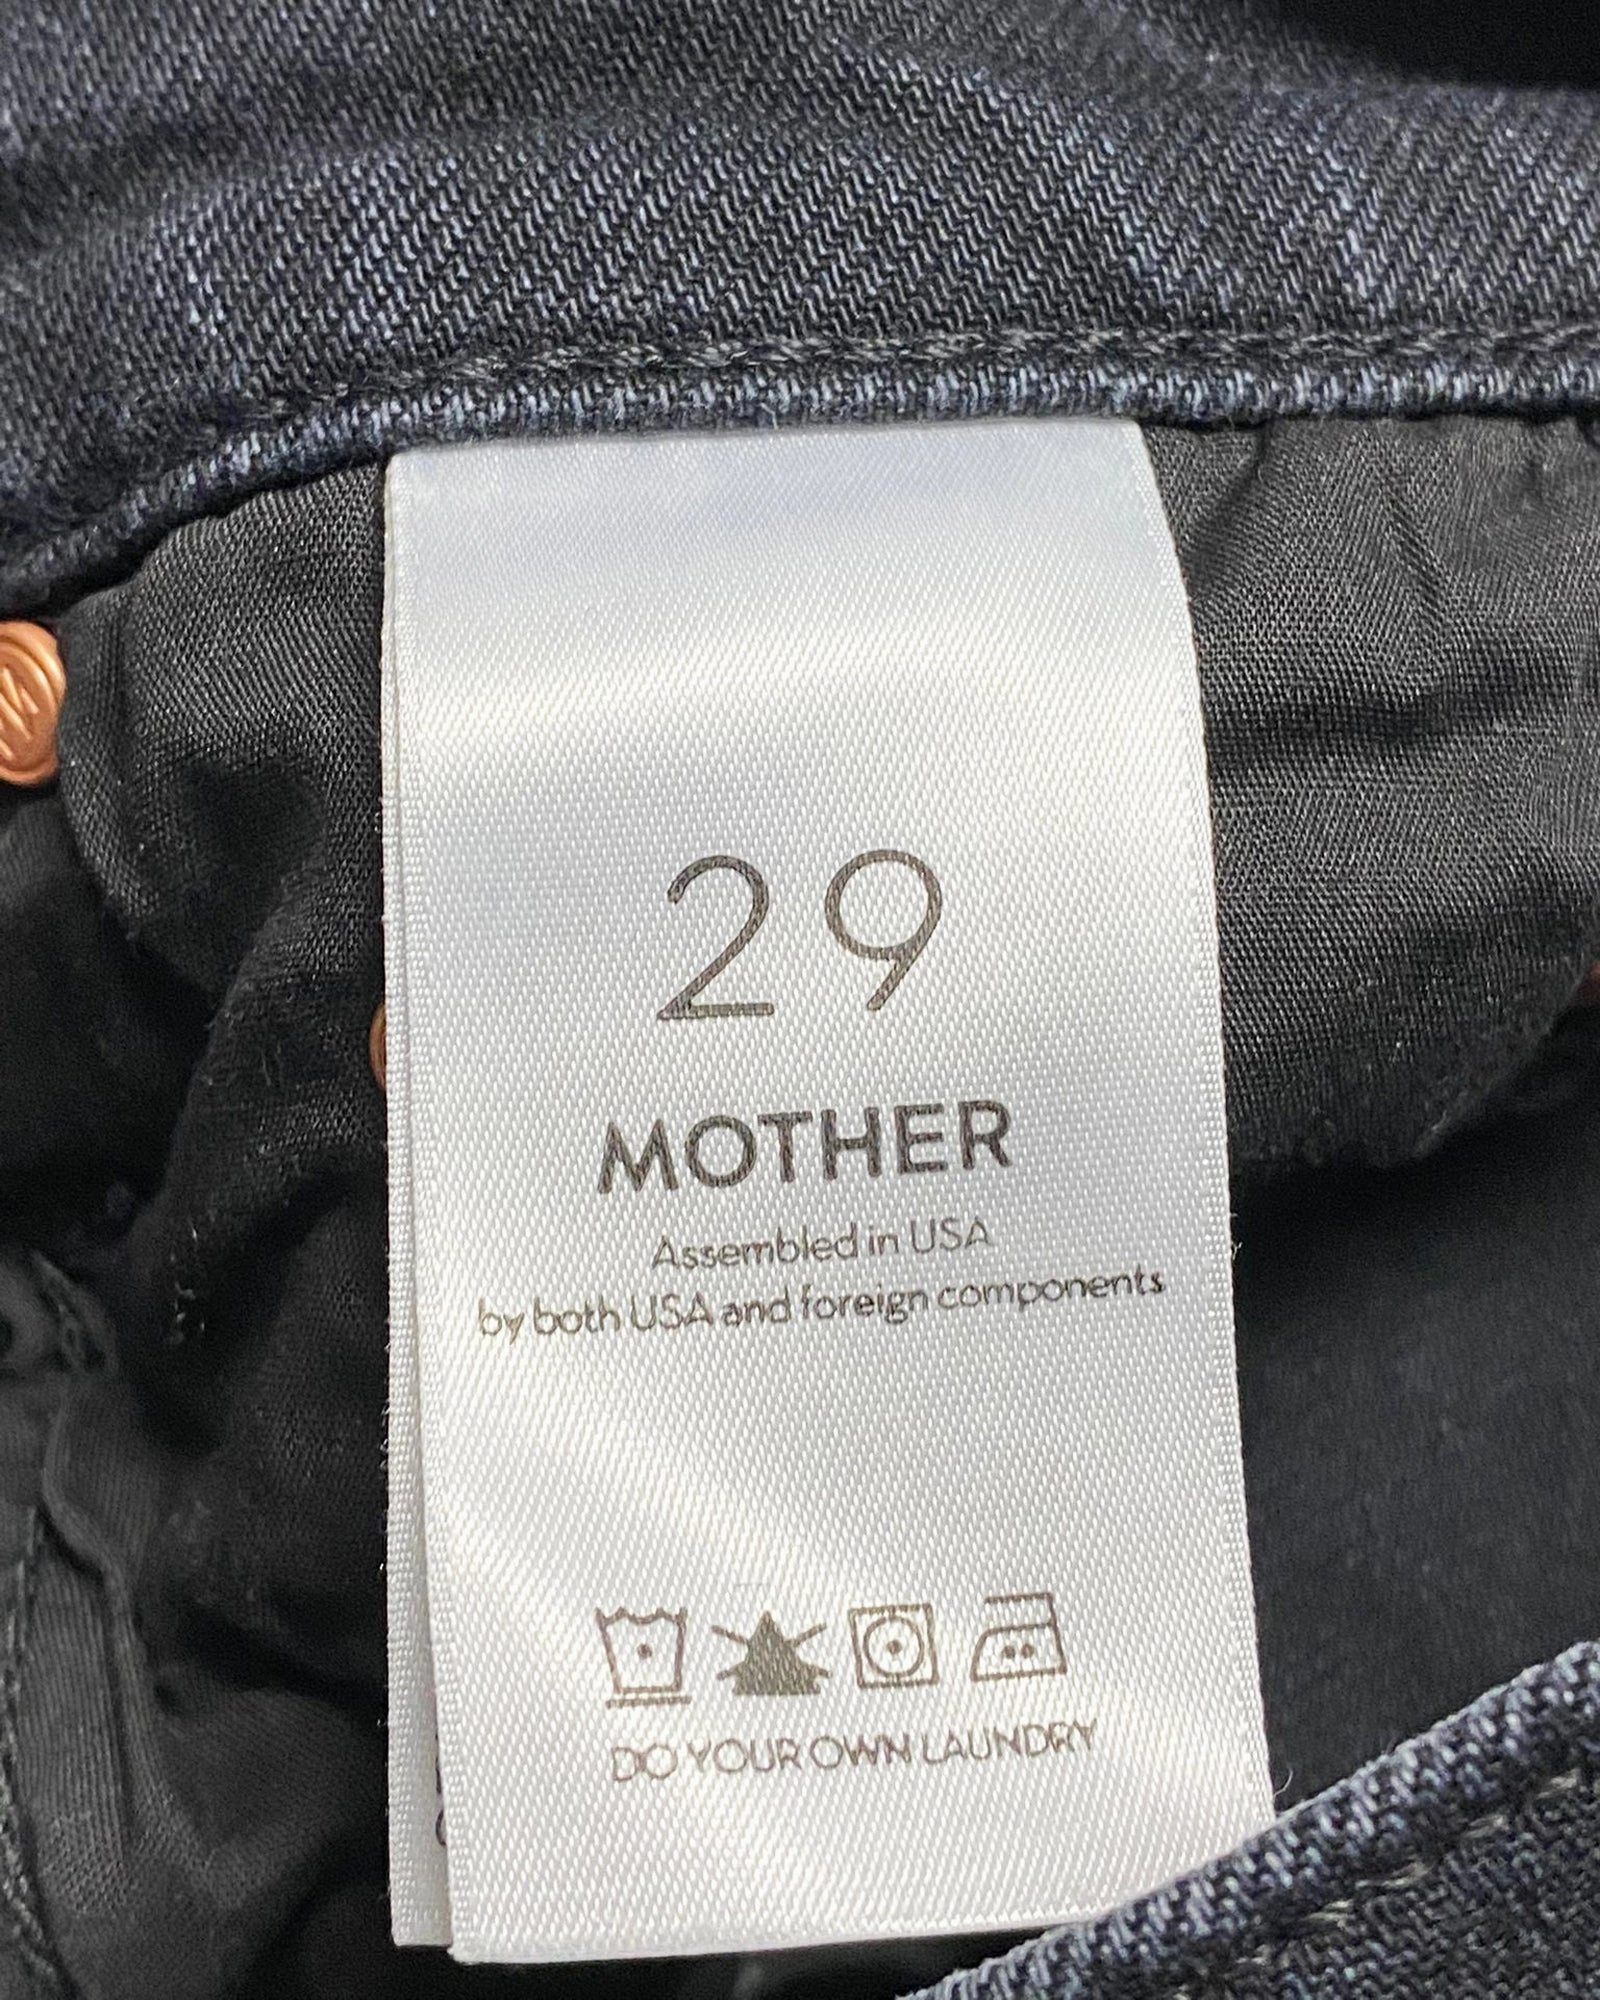 29
MOTHER
Assembled in USA
by both USA and foreign components
DO YOUR OWN LAUNDRY